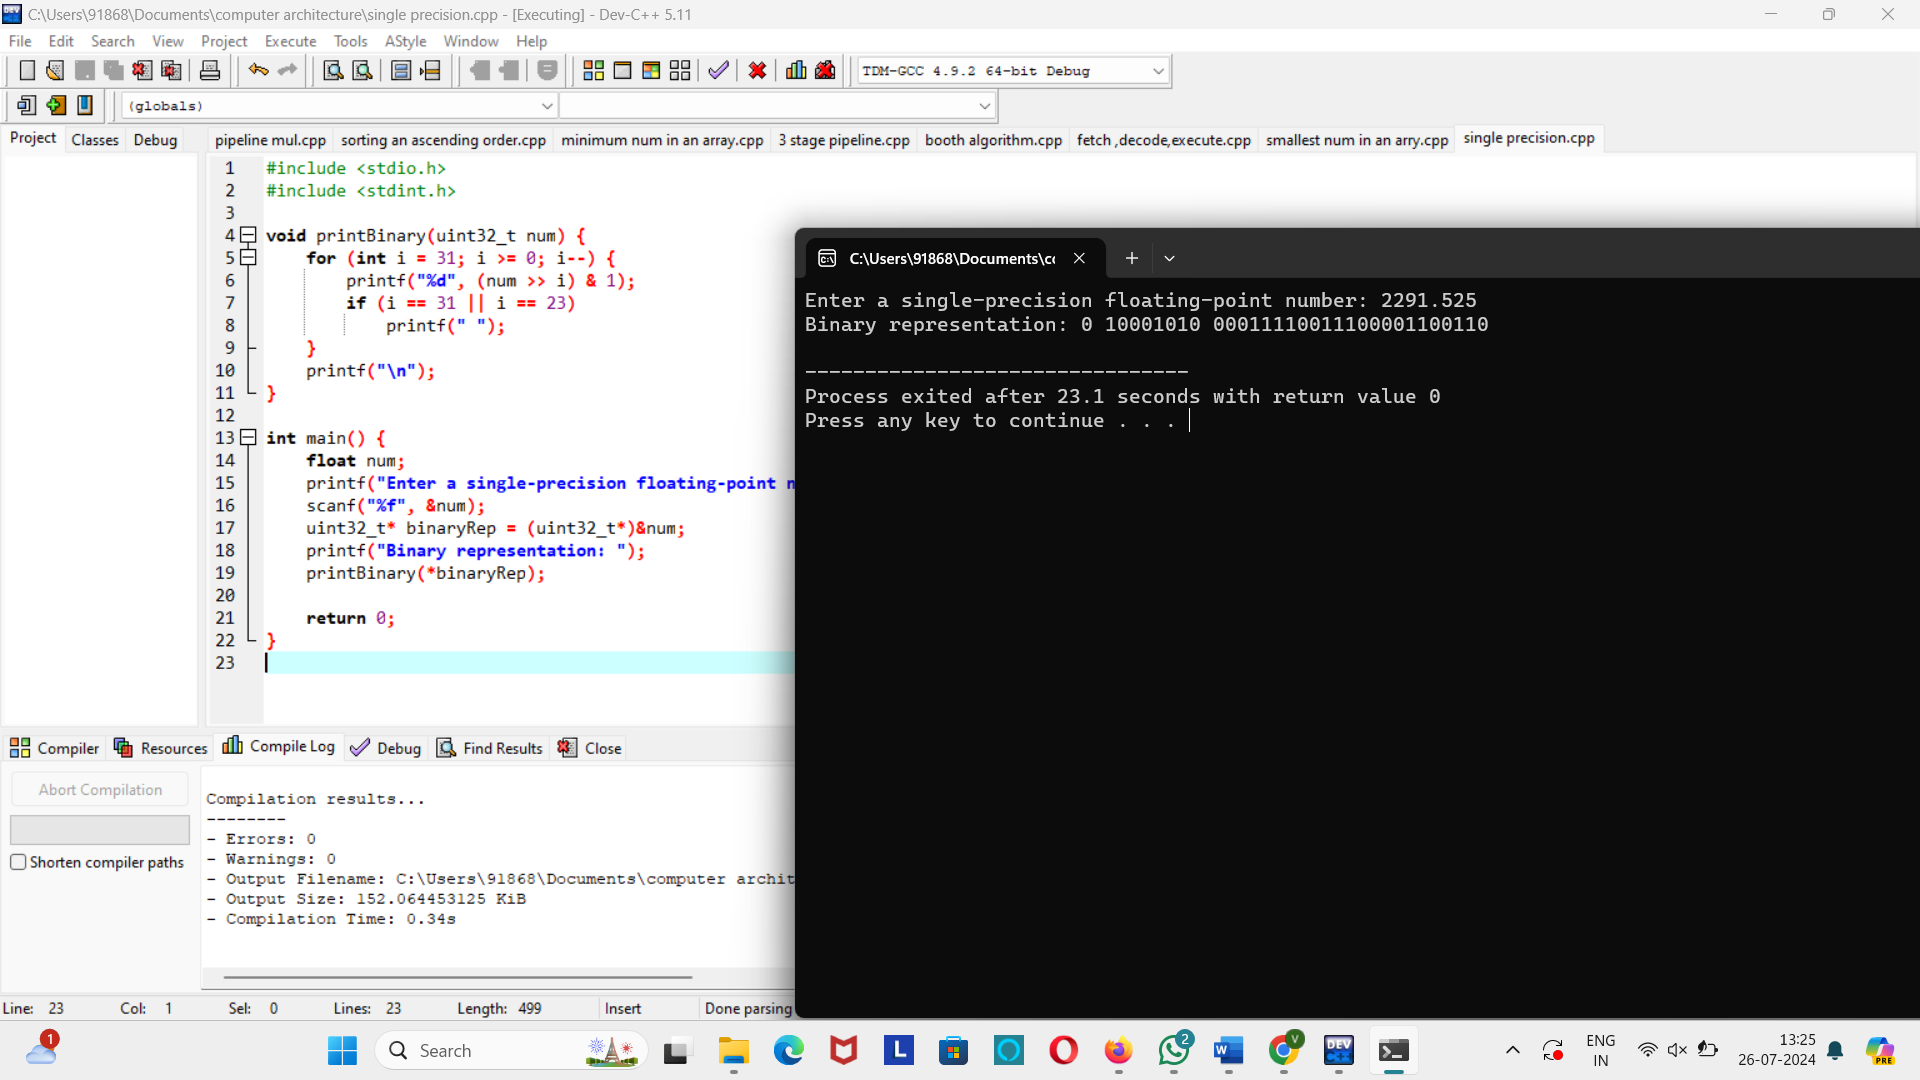 C:\Users\91868\Documents\computer architecture\single precision.cpp - [Executing] - Dev-C++ 5.11
File Edit Search View Project Execute Tools AStyle Window Help
TDM-GCC 4.9.2 64-bit Debug
(globals)
Project Classes Debug
pipeline mul.cpp sorting an ascending order.cpp minimum num in an array.cpp 3 stage pipeline.cpp booth algorithm.cpp fetch ,decode,execute.cpp smallest num in an arry.cpp single precision.cpp
1 #include <stdio.h>
2 #include <stdint.h>
3
4 void printBinary(uint32_t num) {
5 for (int i = 31; i >= 0; i--) {
6 printf("%d", (num >> i) & 1);
7 if (i == 31 || i == 23)
8 printf(" ");
9 }
10 printf("\n");
11 }
12
13 int main() {
14 float num;
15 printf("Enter a single-precision floating-point n
16 scanf("%f", &num);
17 uint32_t* binaryRep = (uint32_t*)&num;
18 printf("Binary representation: ");
19 printBinary(*binaryRep);
20
21 return 0;
22 }
23
C:\Users\91868\Documents\cc
Enter a single-precision floating-point number: 2291.525
Binary representation: 0 10001010 00011110011100001100110
--------------------------------
Process exited after 23.1 seconds with return value 0
Press any key to continue . . .
Compiler Resources Compile Log Debug Find Results Close
Abort Compilation
Shorten compiler paths
Compilation results...
--------
- Errors: 0
- Warnings: 0
- Output Filename: C:\Users\91868\Documents\computer archit
- Output Size: 152.064453125 KiB
- Compilation Time: 0.34s
Line: 23 Col: 1 Sel: 0 Lines: 23 Length: 499 Insert Done parsing
1
Search
L
2
W
V
DEV
C++
ENG
IN
13:25
26-07-2024
PRE